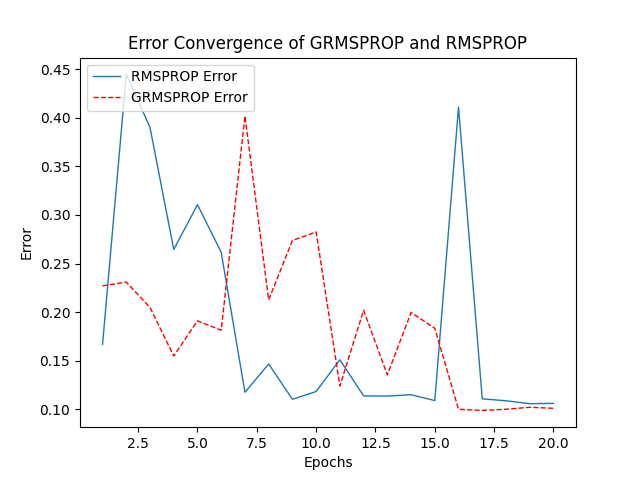 Error Convergence of GRMSPROP and RMSPROP
RMSPROP Error
GRMSPROP Error
0.45
0.40
0.35
0.30
0.25
0.20
0.15
0.10
Error
2.5 5.0 7.5 10.0 12.5 15.0 17.5 20.0
Epochs